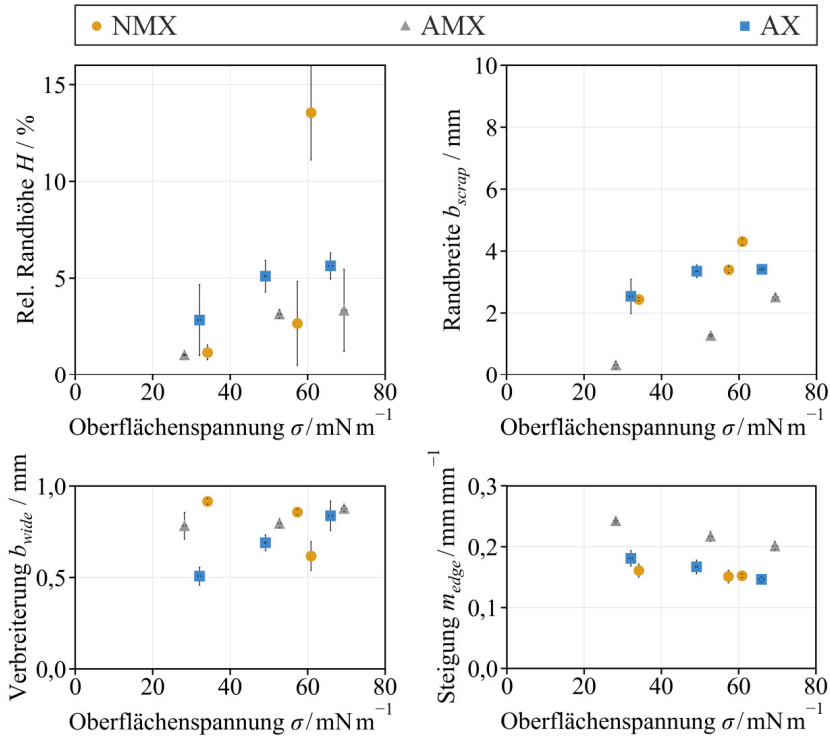 NMX AMX AX
Rel. Randhöhe H / %
15
10
5
0
0 20 40 60 80
Oberflächenspannung σ/mN m⁻¹
Randbreite b_scrap / mm
10
8
6
4
2
0
0 20 40 60 80
Oberflächenspannung σ/mN m⁻¹
Verbreiterung b_wide / mm
1,0
0,5
0,0
0 20 40 60 80
Oberflächenspannung σ/mN m⁻¹
Steigung m_edge / mm mm⁻¹
0,3
0,2
0,1
0,0
0 20 40 60 80
Oberflächenspannung σ/mN m⁻¹